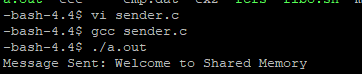 -bash-4.4$ vi sender.c
-bash-4.4$ gcc sender.c
-bash-4.4$ ./a.out
Message Sent: Welcome to Shared Memory